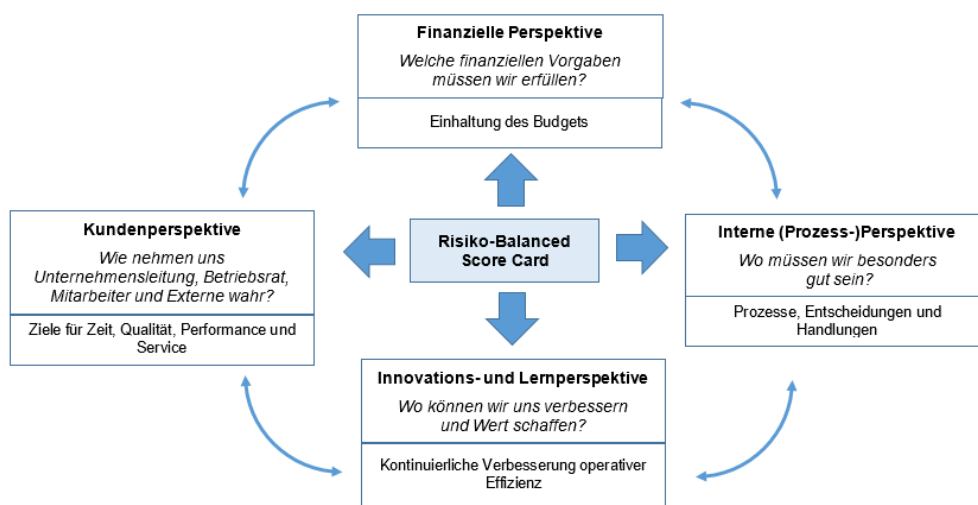 Finanzielle Perspektive
Welche finanziellen Vorgaben
müssen wir erfüllen?
Einhaltung des Budgets
Kundenperspektive
Wie nehmen uns
Unternehmensleitung, Betriebsrat,
Mitarbeiter und Externe wahr?
Ziele für Zeit, Qualität, Performance und
Service
Risiko-Balanced
Score Card
Interne (Prozess-)Perspektive
Wo müssen wir besonders
gut sein?
Prozesse, Entscheidungen und
Handlungen
Innovations- und Lernperspektive
Wo können wir uns verbessern
und Wert schaffen?
Kontinuierliche Verbesserung operativer
Effizienz